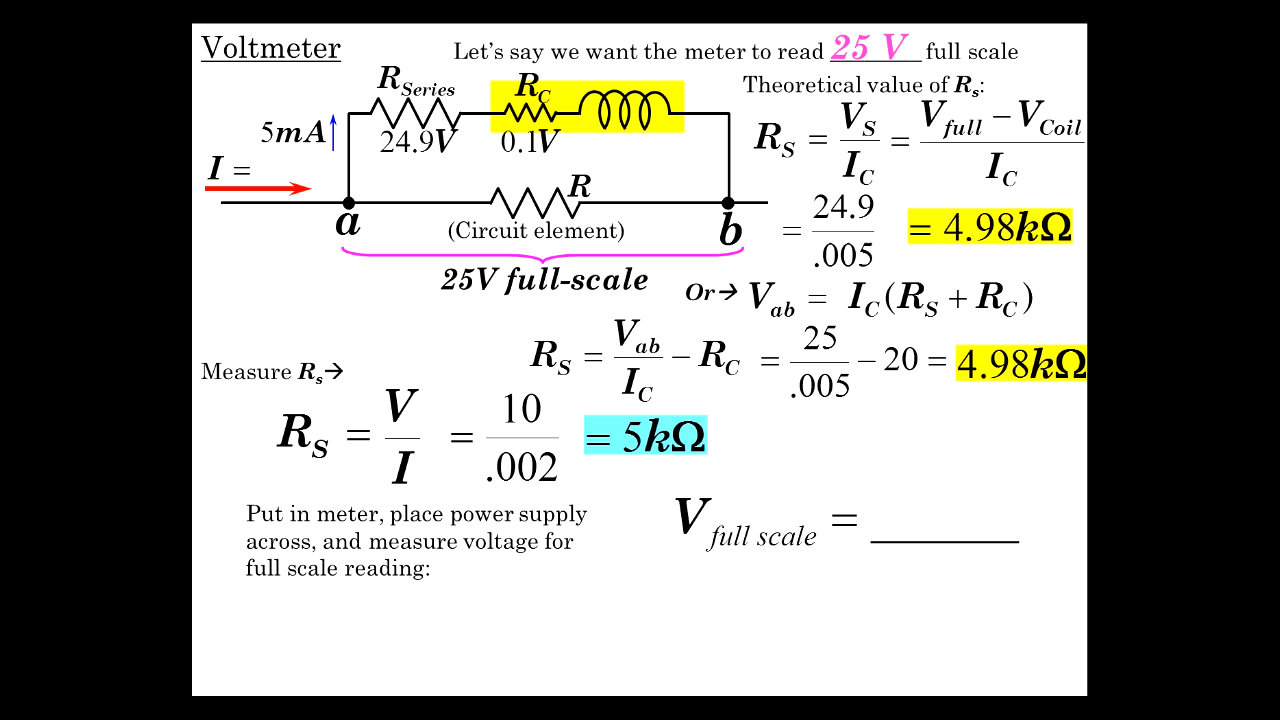 Voltmeter
Let's say we want the meter to read 25 V full scale
R_Series
R_C
Theoretical value of R_s:
5mA
24.9V
0.1V
R_S = V_S / I_C = (V_full − V_Coil) / I_C
I =
R
a
(Circuit element)
b
= 24.9 / .005 = 4.98kΩ
25V full-scale
Or→ V_ab = I_C(R_S + R_C)
R_S = V_ab / I_C − R_C = 25 / .005 − 20 = 4.98kΩ
Measure R_s→
R_S = V / I = 10 / .002 = 5kΩ
Put in meter, place power supply
across, and measure voltage for
full scale reading:
V_full scale = ________